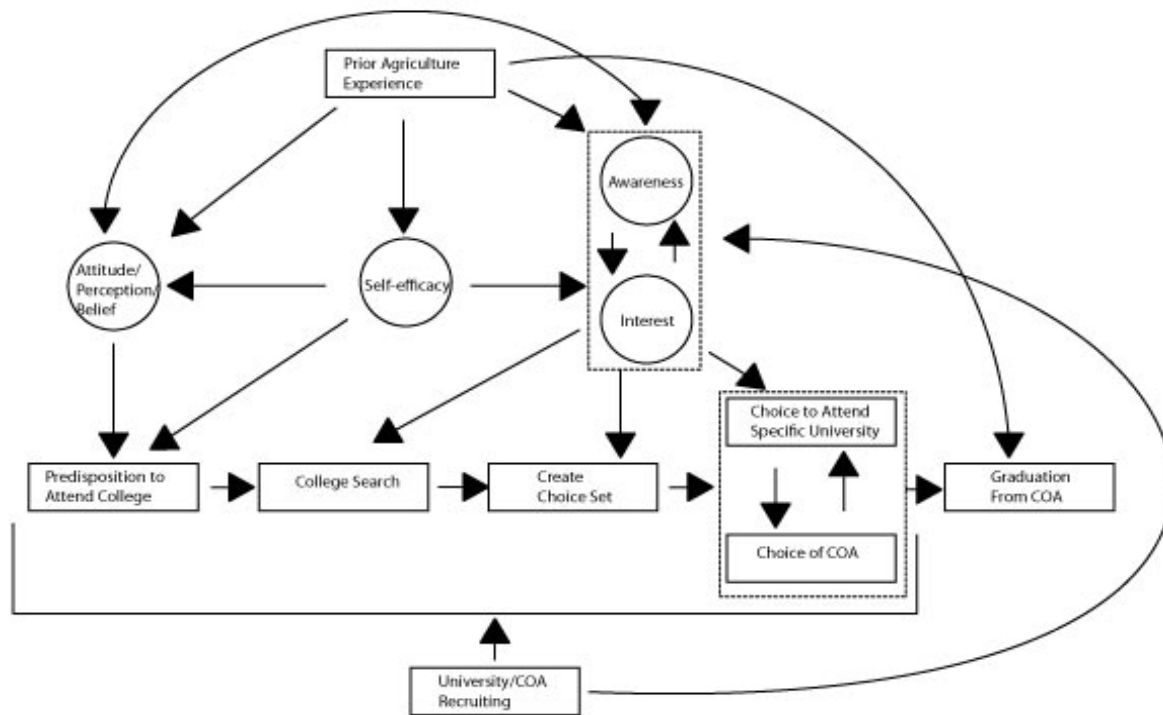 Prior Agriculture
Experience
Awareness
Attitude/
Perception/
Belief
Self-efficacy
Interest
Choice to Attend
Specific University
Predisposition to
Attend College
College Search
Create
Choice Set
Graduation
From COA
Choice of COA
University/COA
Recruiting